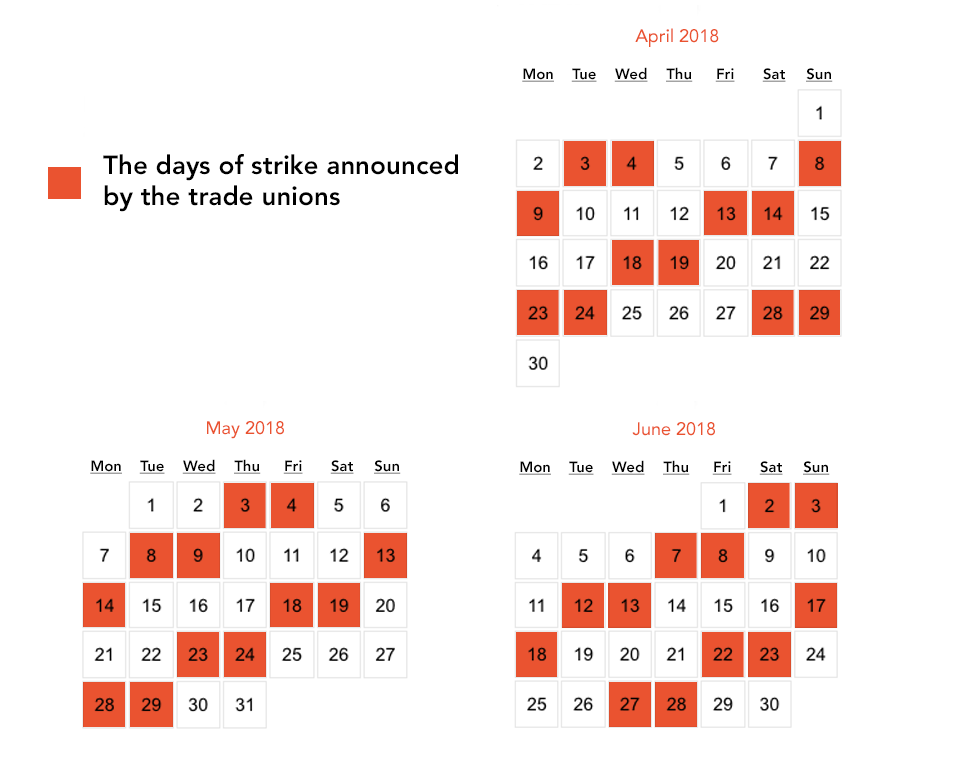 April 2018
Mon Tue Wed Thu Fri Sat Sun
1
2 3 4 5 6 7 8
9 10 11 12 13 14 15
16 17 18 19 20 21 22
23 24 25 26 27 28 29
30
The days of strike announced
by the trade unions
May 2018
Mon Tue Wed Thu Fri Sat Sun
1 2 3 4 5 6
7 8 9 10 11 12 13
14 15 16 17 18 19 20
21 22 23 24 25 26 27
28 29 30 31
June 2018
Mon Tue Wed Thu Fri Sat Sun
1 2 3
4 5 6 7 8 9 10
11 12 13 14 15 16 17
18 19 20 21 22 23 24
25 26 27 28 29 30